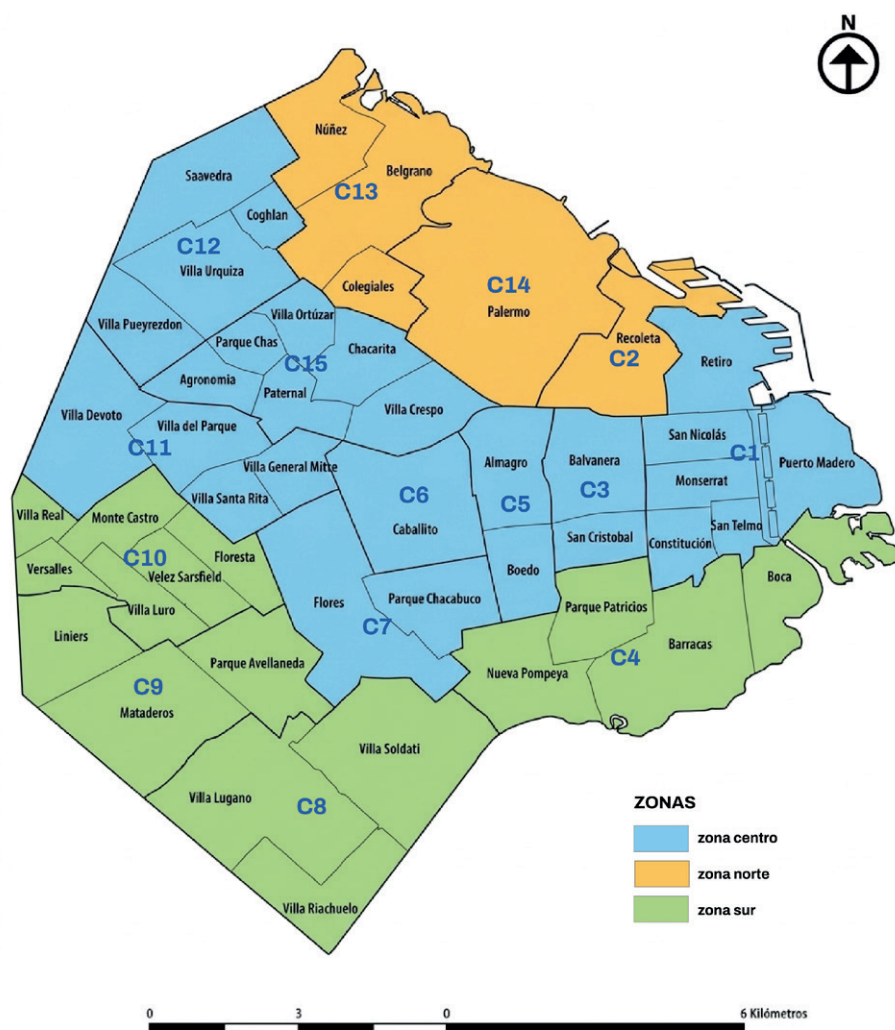 N
Núñez
Belgrano
C13
Saavedra
Coghlan
C12
Villa Urquiza
Colegiales
C14
Palermo
Villa Pueyrezdon
Villa Ortúzar
Parque Chas
Chacarita
C15
Agronomia
Paternal
Recoleta
C2
Retiro
Villa Devoto
Villa del Parque
C11
Villa Crespo
San Nicolás
C1
Puerto Madero
Villa General Mitte
Almagro
Balvanera
Monserrat
Villa Santa Rita
C6
C5
C3
Caballito
San Telmo
Villa Real
Monte Castro
San Cristobal
Constitución
C10
Floresta
Versalles
Velez Sarsfield
Boedo
Boca
Flores
Parque Chacabuco
Villa Luro
Parque Patricios
C7
Liniers
Parque Avellaneda
C4
Barracas
Nueva Pompeya
C9
Mataderos
Villa Soldati
Villa Lugano
C8
Villa Riachuelo
ZONAS
zona centro
zona norte
zona sur
0 3 0 6 Kilómetros